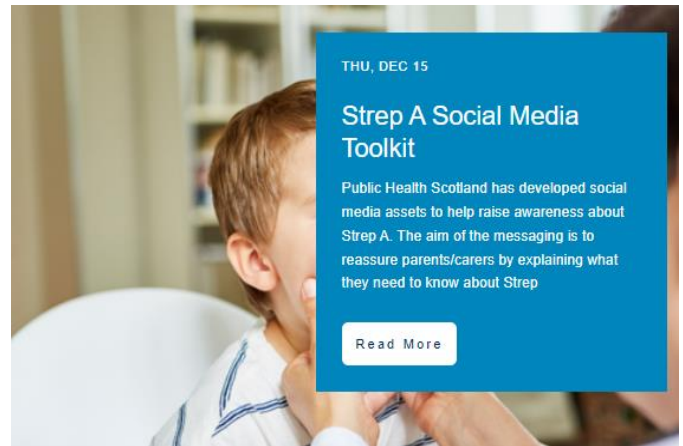 THU, DEC 15
Strep A Social Media
Toolkit
Public Health Scotland has developed social
media assets to help raise awareness about
Strep A. The aim of the messaging is to
reassure parents/carers by explaining what
they need to know about Strep
Read More